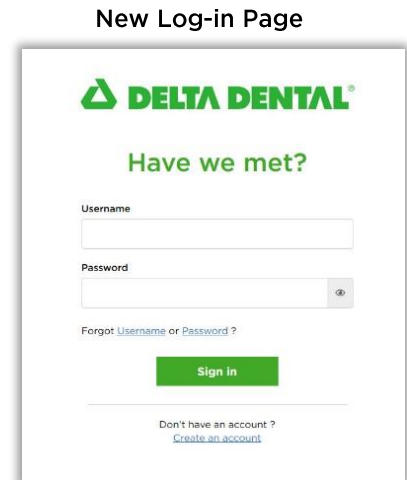 New Log-in Page
DELTA DENTAL®
Have we met?
Username
Password
Forgot Username or Password ?
Sign in
Don't have an account ?
Create an account